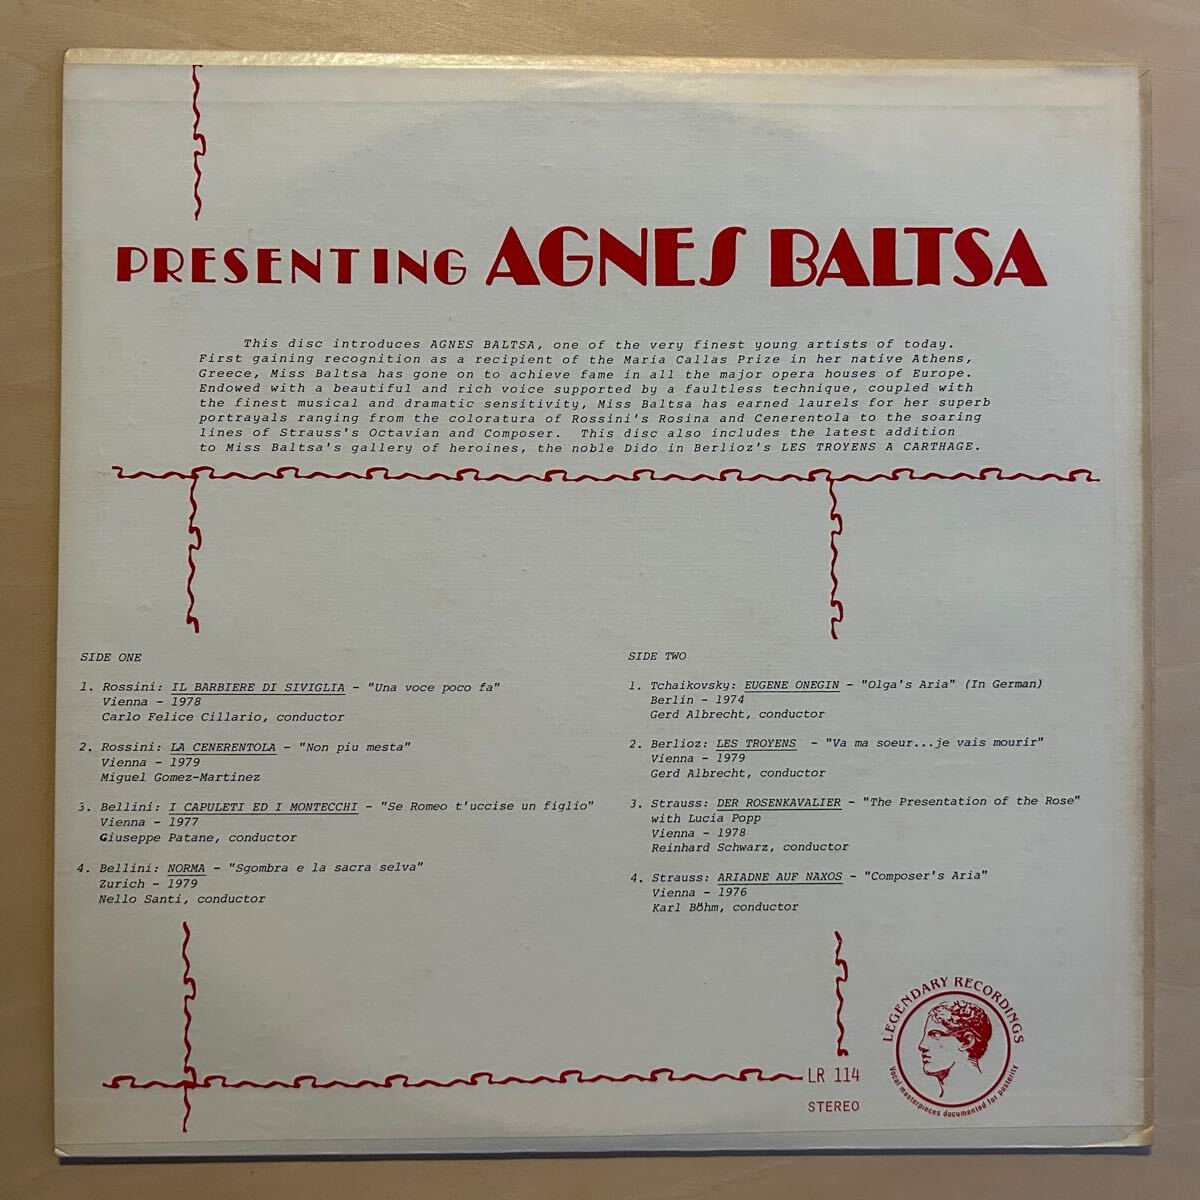 PRESENTING AGNES BALTSA
This disc introduces AGNES BALTSA, one of the very finest young artists of today.
First gaining recognition as a recipient of the Maria Callas Prize in her native Athens,
Greece, Miss Baltsa has gone on to achieve fame in all the major opera houses of Europe.
Endowed with a beautiful and rich voice supported by a faultless technique, coupled with
the finest musical and dramatic sensitivity, Miss Baltsa has earned laurels for her superb
portrayals ranging from the coloratura of Rossini's Rosina and Cenerentola to the soaring
lines of Strauss's Octavian and Composer. This disc also includes the latest addition
to Miss Baltsa's gallery of heroines, the noble Dido in Berlioz's LES TROYENS A CARTHAGE.
SIDE ONE
1. Rossini: IL BARBIERE DI SIVIGLIA - "Una voce poco fa"
Vienna - 1978
Carlo Felice Cillario, conductor
2. Rossini: LA CENERENTOLA - "Non piu mesta"
Vienna - 1979
Miguel Gomez-Martinez
3. Bellini: I CAPULETI ED I MONTECCHI - "Se Romeo t'uccise un figlio"
Vienna - 1977
Giuseppe Patane, conductor
4. Bellini: NORMA - "Sgombra e la sacra selva"
Zurich - 1979
Nello Santi, conductor
SIDE TWO
1. Tchaikovsky: EUGENE ONEGIN - "Olga's Aria" (In German)
Berlin - 1974
Gerd Albrecht, conductor
2. Berlioz: LES TROYENS - "Va ma soeur...je vais mourir"
Vienna - 1979
Gerd Albrecht, conductor
3. Strauss: DER ROSENKAVALIER - "The Presentation of the Rose"
with Lucia Popp
Vienna - 1978
Reinhard Schwarz, conductor
4. Strauss: ARIADNE AUF NAXOS - "Composer's Aria"
Vienna - 1976
Karl Böhm, conductor
LR 114
STEREO
LEGENDARY RECORDINGS
Vocal masterpieces documented for posterity